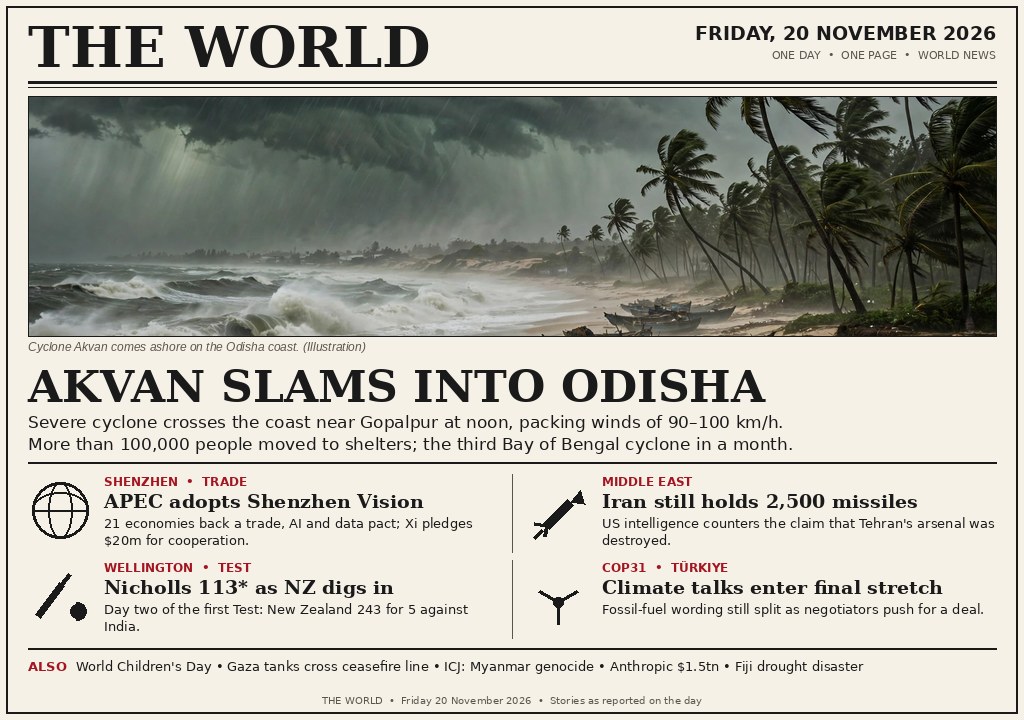 THE WORLD
FRIDAY, 20 NOVEMBER 2026
ONE DAY • ONE PAGE • WORLD NEWS
Cyclone Akvan comes ashore on the Odisha coast. (Illustration)
AKVAN SLAMS INTO ODISHA
Severe cyclone crosses the coast near Gopalpur at noon, packing winds of 90–100 km/h.
More than 100,000 people moved to shelters; the third Bay of Bengal cyclone in a month.
SHENZHEN • TRADE
APEC adopts Shenzhen Vision
21 economies back a trade, AI and data pact; Xi pledges
$20m for cooperation.
MIDDLE EAST
Iran still holds 2,500 missiles
US intelligence counters the claim that Tehran's arsenal was
destroyed.
WELLINGTON • TEST
Nicholls 113* as NZ digs in
Day two of the first Test: New Zealand 243 for 5 against
India.
COP31 • TÜRKIYE
Climate talks enter final stretch
Fossil-fuel wording still split as negotiators push for a deal.
ALSO World Children's Day • Gaza tanks cross ceasefire line • ICJ: Myanmar genocide • Anthropic $1.5tn • Fiji drought disaster
THE WORLD • Friday 20 November 2026 • Stories as reported on the day